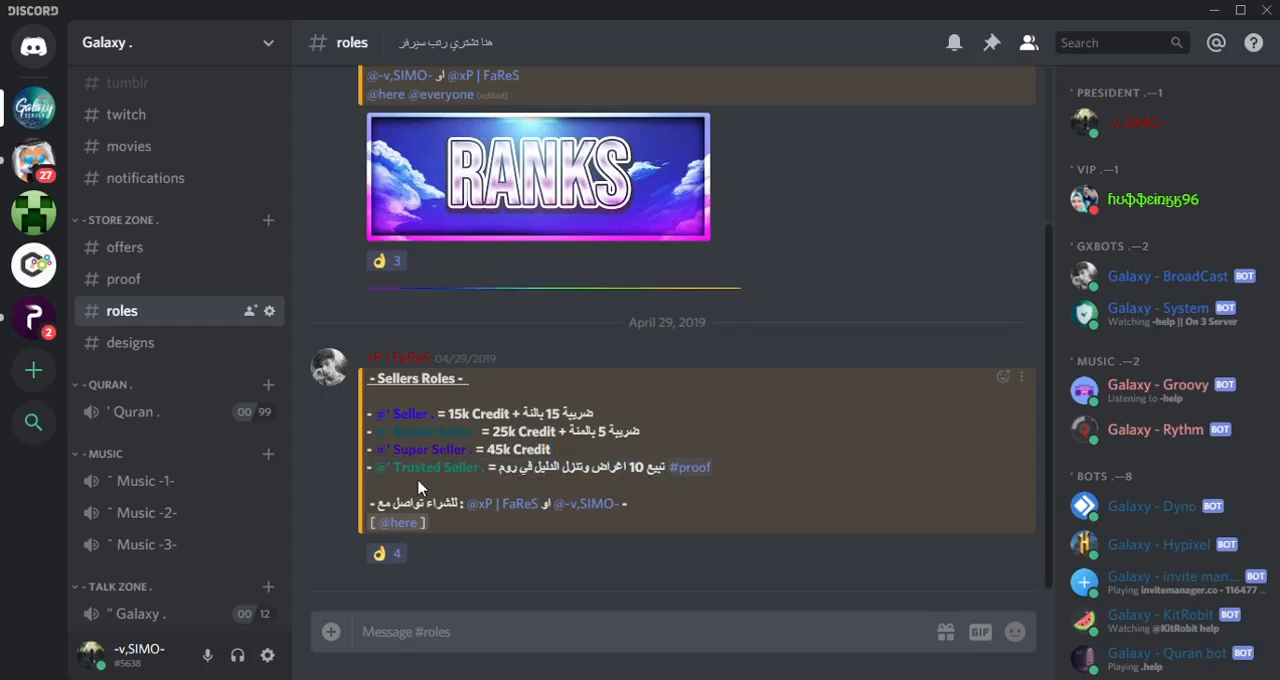 DISCORD
Galaxy .
# tumblr
# twitch
# movies
# notifications
- STORE ZONE .
# offers
# proof
# roles
# designs
- QURAN .
' Quran .
00 99
- MUSIC
Music -1-
Music -2-
Music -3-
- TALK ZONE .
" Galaxy .
00 12
-v,SIMO-
#5638
27
2
Galaxy
SERVER
# roles
هنا تشتري رتب سيرفر
Search
@-v,SIMO- او @xP | FaReS
@here @everyone (edited)
RANKS
3
April 29, 2019
xP | FaReS 04/29/2019
- Sellers Roles -
- @' Seller . = 15k Credit + ضريبة 15 بالنة
= 25k Credit + ضريبة 5 بالمئة
- @' Super Seller . = 45k Credit
- @' Trusted Seller . = تبيع 10 اغراض وتنزل الدليل في روم #proof
- للشراء تواصل مع : @xP | FaReS او @-v,SIMO- -
[ @here ]
4
Message #roles
GIF
' PRESIDENT .—1
-v,SIMO-
' VIP .—1
' GXBOTS .—2
Galaxy - BroadCast BOT
Galaxy - System BOT
Watching -help || On 3 Server
' MUSIC .—2
Galaxy - Groovy BOT
Listening to -help
Galaxy - Rythm BOT
' BOTS .—8
Galaxy - Dyno BOT
Galaxy - Hypixel BOT
Galaxy - invite man... BOT
Playing invitemanager.co - 116477 ...
Galaxy - KitRobit BOT
Watching @KitRobit help
Galaxy - Quran bot BOT
Playing .help